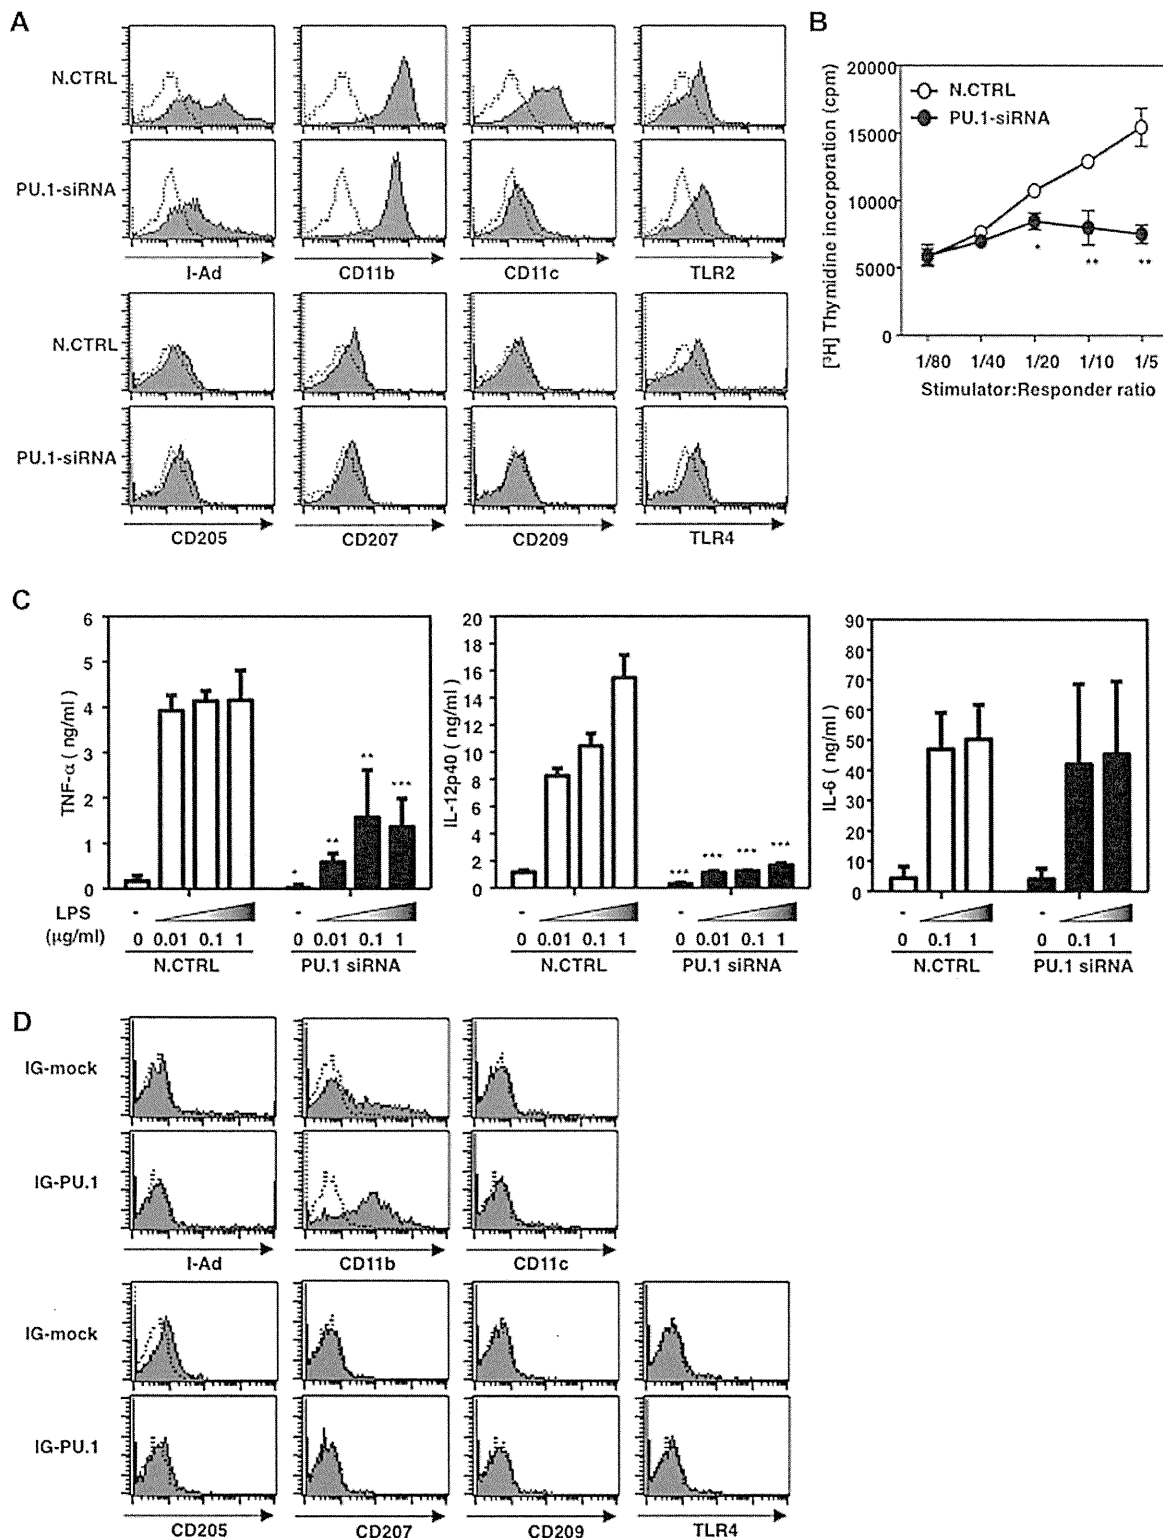 A
N.CTRL
PU.1-siRNA
I-Ad CD11b CD11c TLR2
N.CTRL
PU.1-siRNA
CD205 CD207 CD209 TLR4
B
[³H] Thymidine incorporation (cpm)
20000
15000
10000
5000
0
N.CTRL
PU.1-siRNA
*
**
**
1/80 1/40 1/20 1/10 1/5
Stimulator:Responder ratio
C
TNF-α ( ng/ml )
6
5
4
3
2
1
0
*
**
**
***
LPS
(µg/ml)
- -
0 0.01 0.1 1 0 0.01 0.1 1
N.CTRL PU.1 siRNA
IL-12p40 ( ng/ml )
20
18
16
14
12
10
8
6
4
2
0
***
***
***
***
- -
0 0.01 0.1 1 0 0.01 0.1 1
N.CTRL PU.1 siRNA
IL-6 ( ng/ml )
90
80
70
60
50
40
30
20
10
0
- -
0 0.1 1 0 0.1 1
N.CTRL PU.1 siRNA
D
IG-mock
IG-PU.1
I-Ad CD11b CD11c
IG-mock
IG-PU.1
CD205 CD207 CD209 TLR4